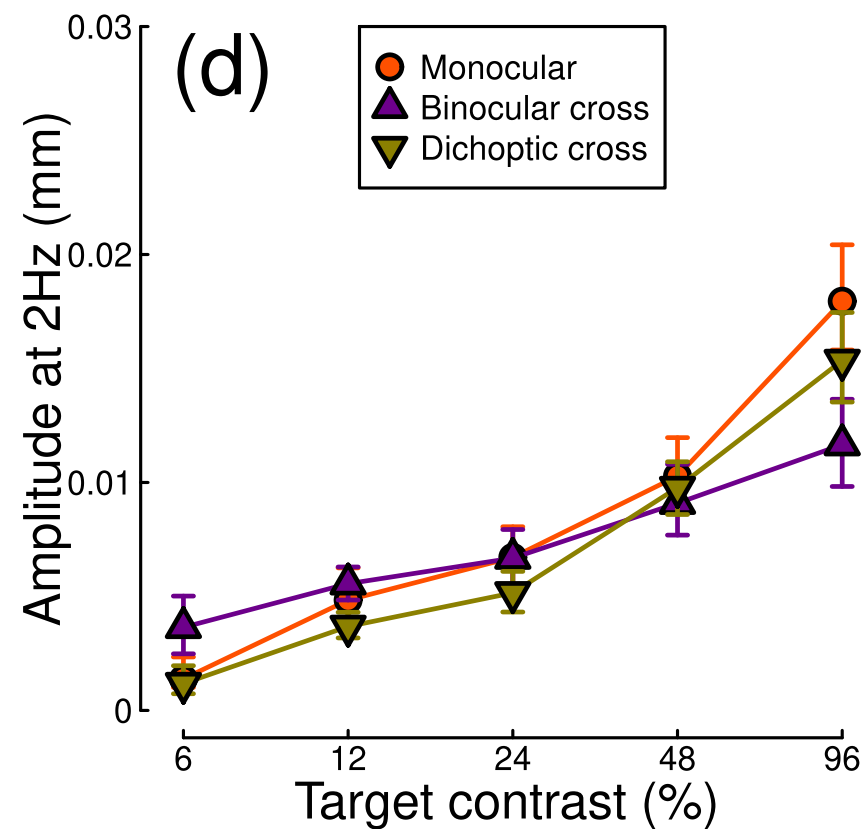 (d)
Monocular
Binocular cross
Dichoptic cross
Amplitude at 2Hz (mm)
0.03
0.02
0.01
0
6 12 24 48 96
Target contrast (%)